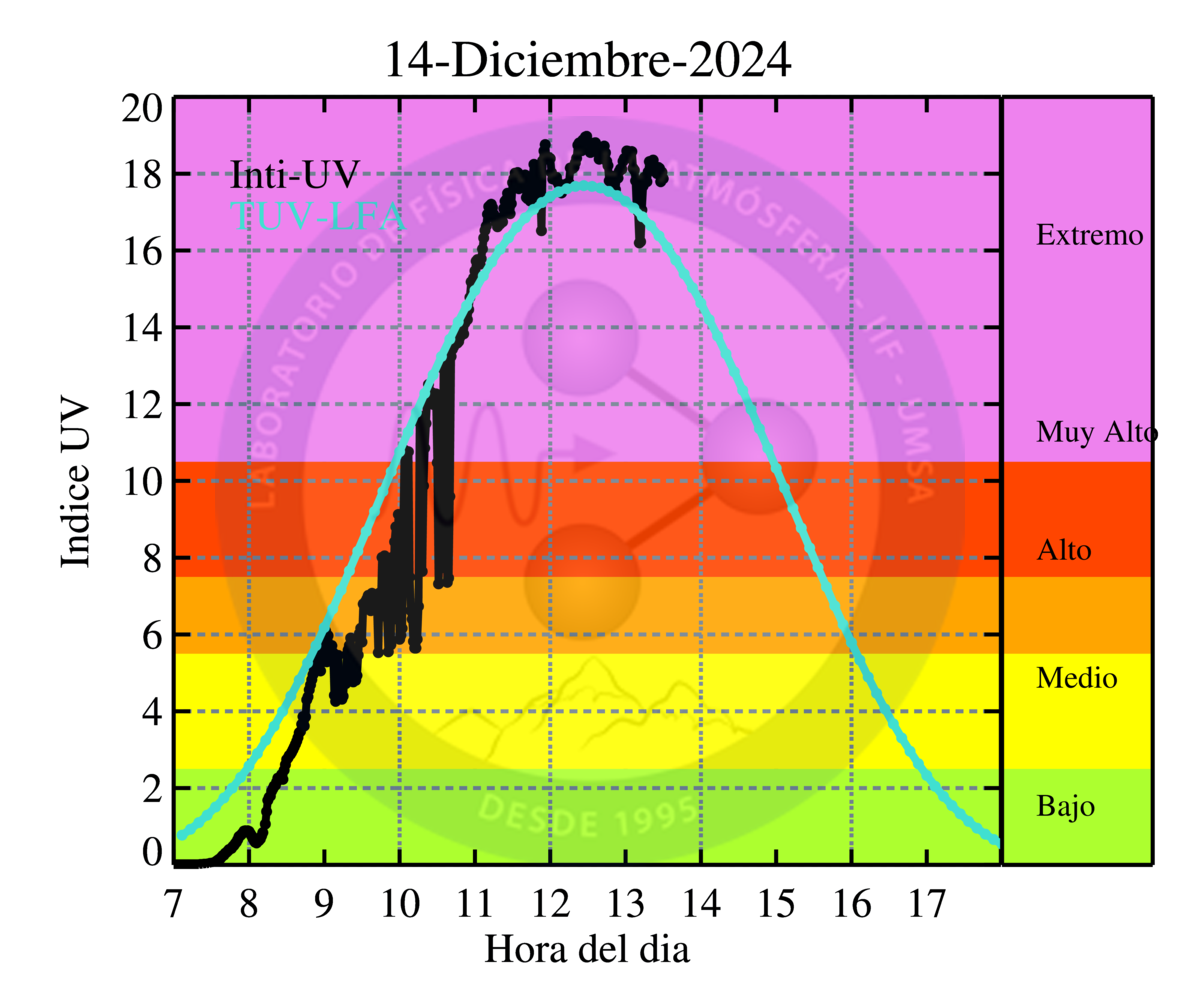 14-Diciembre-2024
Inti-UV
TUV-LFA
LABORATORIO DE FÍSICA
ATMÓSFERA - IIF - UMSA
DESDE 1995
Indice UV
20
18
16
14
12
10
8
6
4
2
0
7 8 9 10 11 12 13 14 15 16 17
Hora del dia
Extremo
Muy Alto
Alto
Medio
Bajo